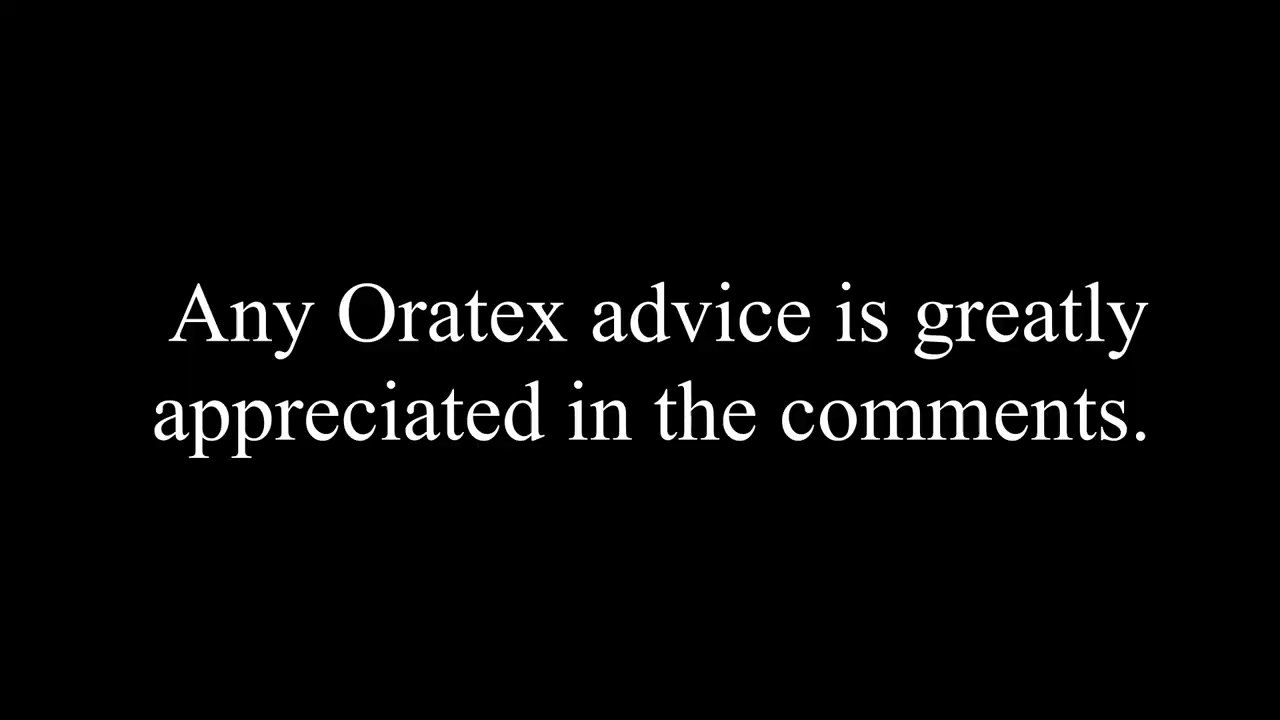 Any Oratex advice is greatly
appreciated in the comments.